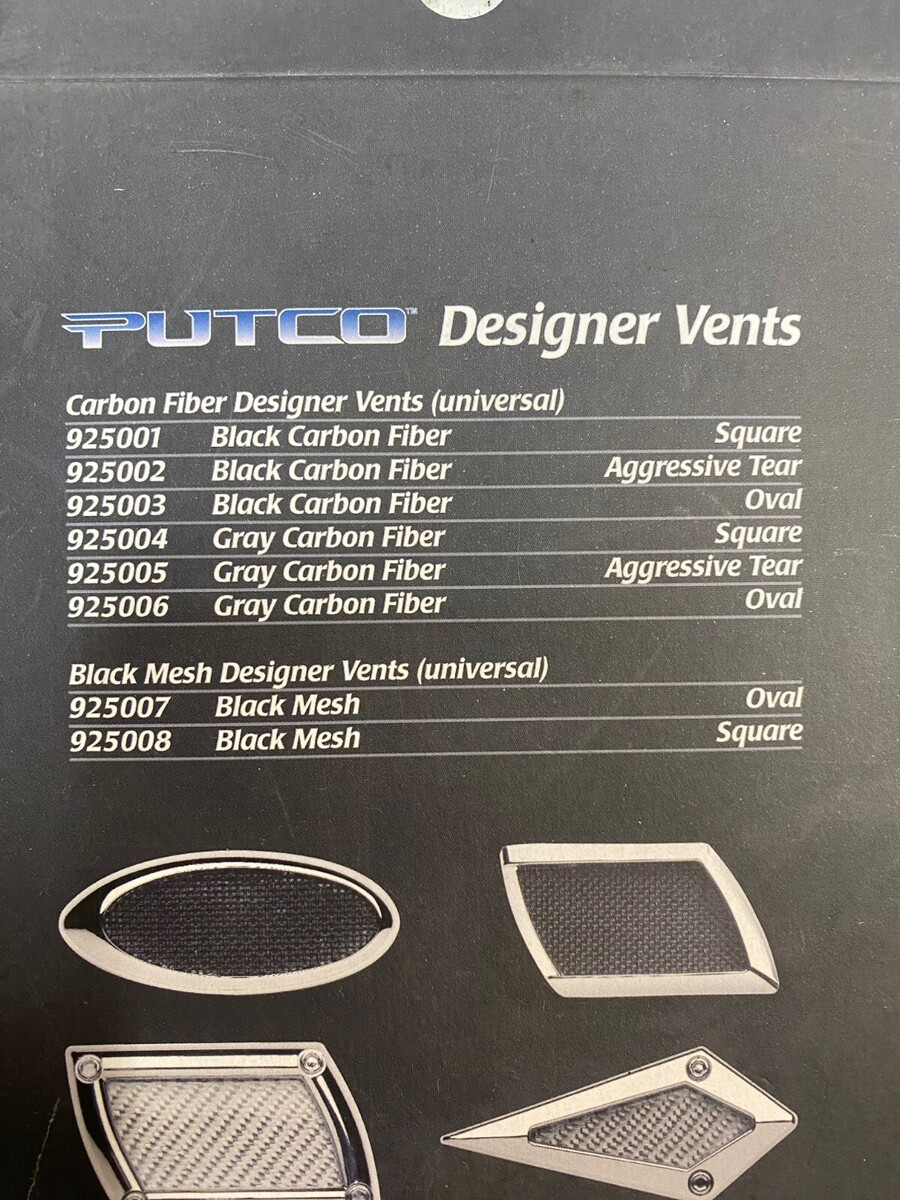 PUTCO™ Designer Vents
Carbon Fiber Designer Vents (universal)
925001 Black Carbon Fiber Square
925002 Black Carbon Fiber Aggressive Tear
925003 Black Carbon Fiber Oval
925004 Gray Carbon Fiber Square
925005 Gray Carbon Fiber Aggressive Tear
925006 Gray Carbon Fiber Oval
Black Mesh Designer Vents (universal)
925007 Black Mesh Oval
925008 Black Mesh Square